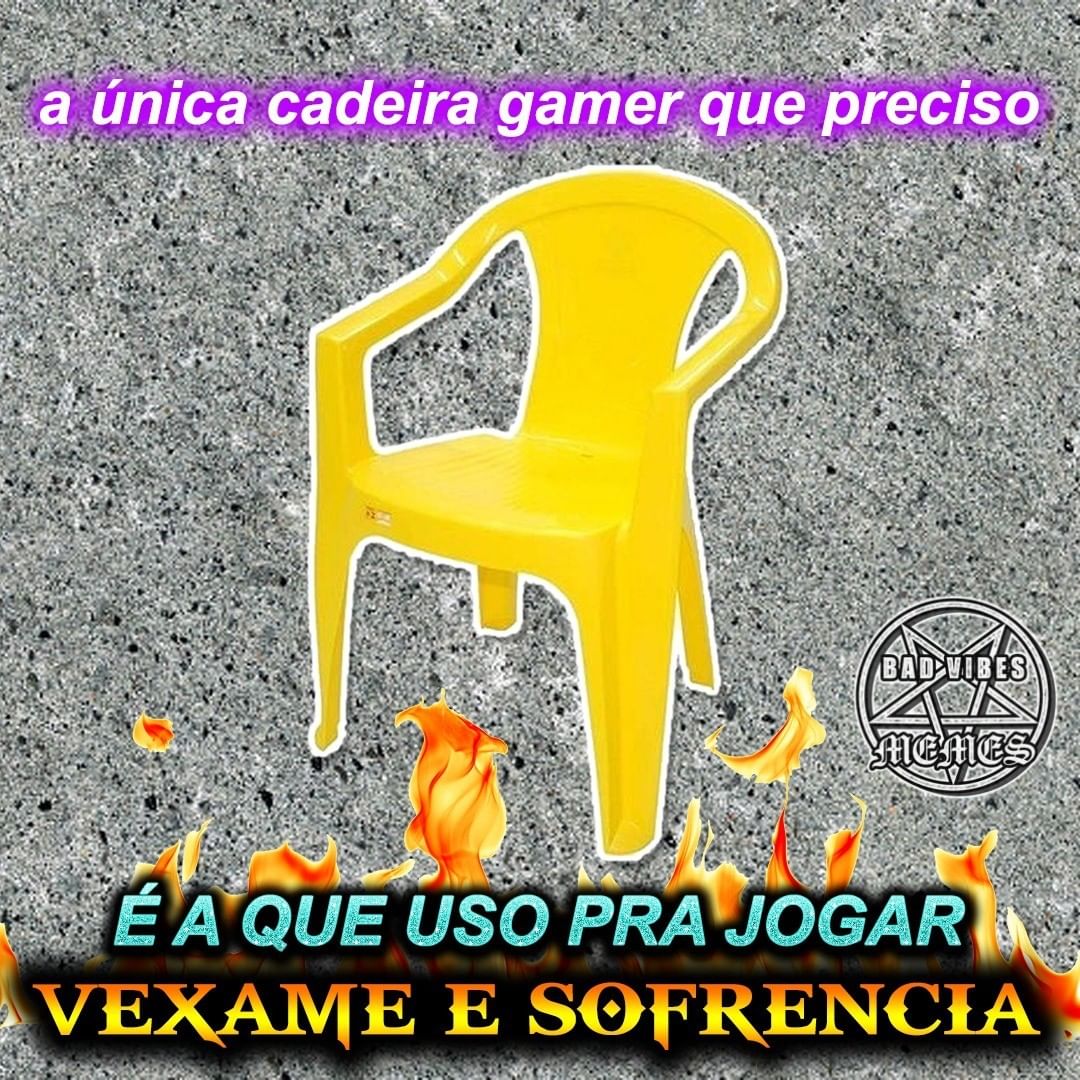 a única cadeira gamer que preciso
BAD VIBES
MEMES
É A QUE USO PRA JOGAR
VEXAME E SOFRENCIA